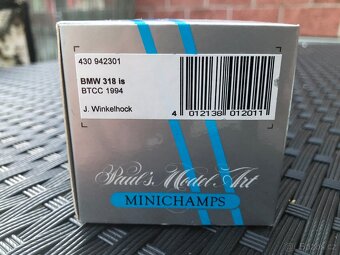 430 942301
BMW 318 is
BTCC 1994
J. Winkelhock
4 012138 012011
Paul's Model Art
MINICHAMPS